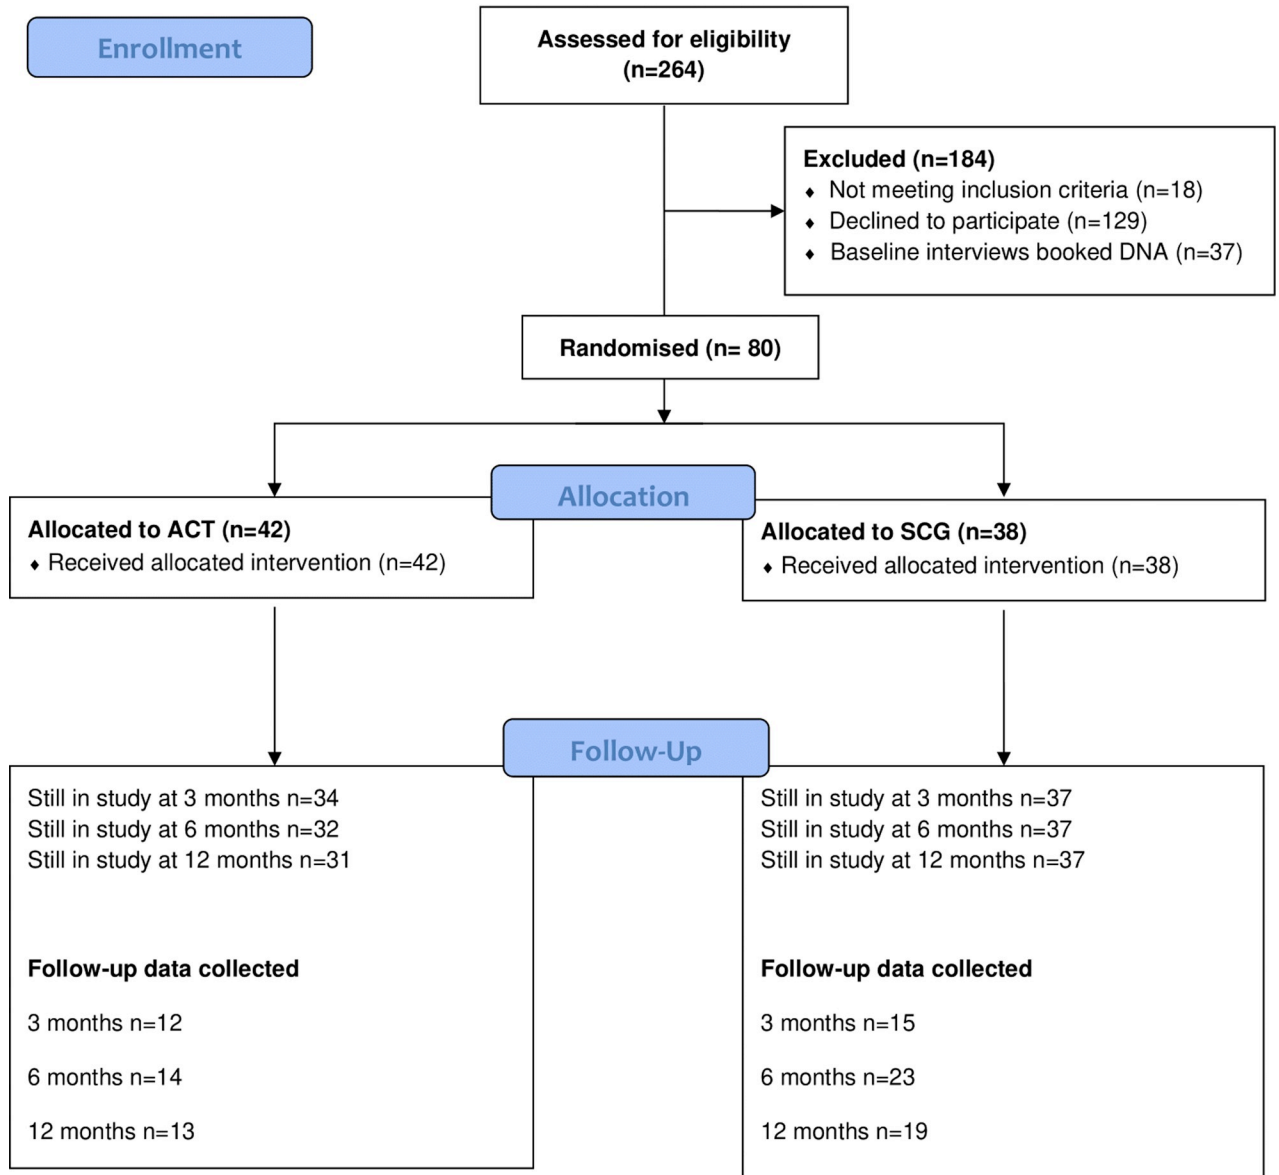 Enrollment
Assessed for eligibility
(n=264)
Excluded (n=184)
♦ Not meeting inclusion criteria (n=18)
♦ Declined to participate (n=129)
♦ Baseline interviews booked DNA (n=37)
Randomised (n= 80)
Allocation
Allocated to ACT (n=42)
♦ Received allocated intervention (n=42)
Allocated to SCG (n=38)
♦ Received allocated intervention (n=38)
Follow-Up
Still in study at 3 months n=34
Still in study at 6 months n=32
Still in study at 12 months n=31
Follow-up data collected
3 months n=12
6 months n=14
12 months n=13
Still in study at 3 months n=37
Still in study at 6 months n=37
Still in study at 12 months n=37
Follow-up data collected
3 months n=15
6 months n=23
12 months n=19